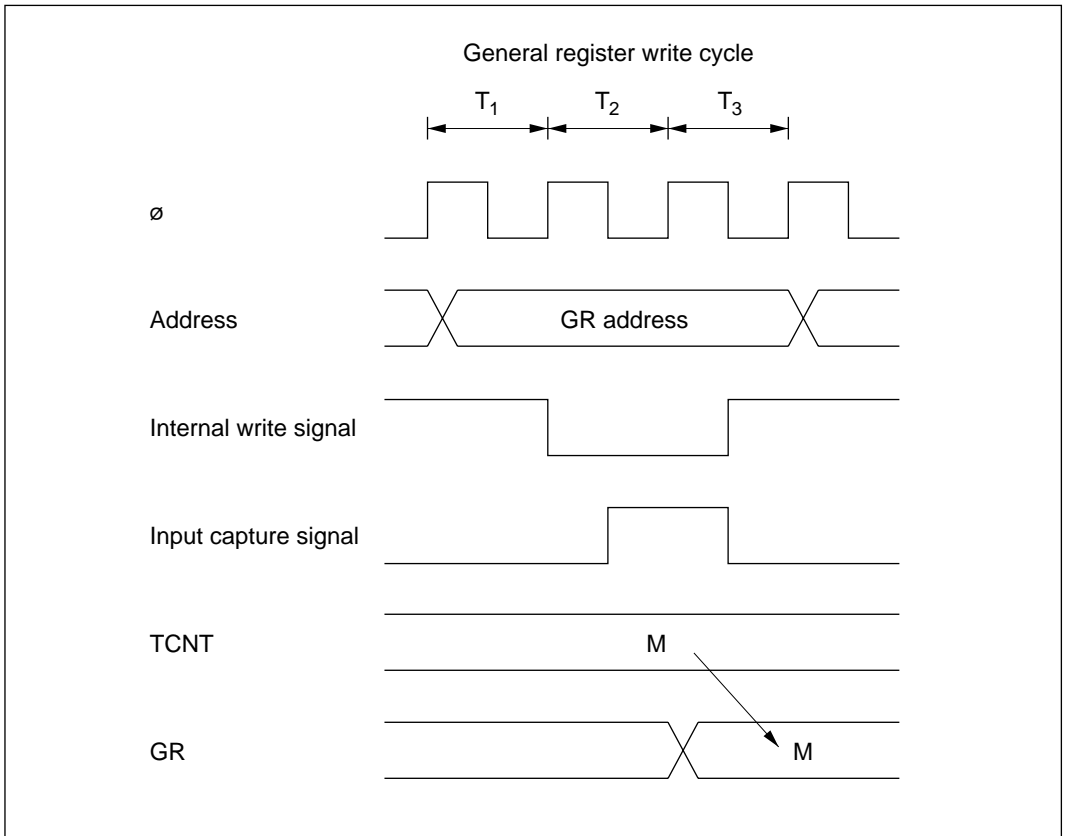 General register write cycle
T1 T2 T3
ø
Address GR address
Internal write signal
Input capture signal
TCNT M
GR M